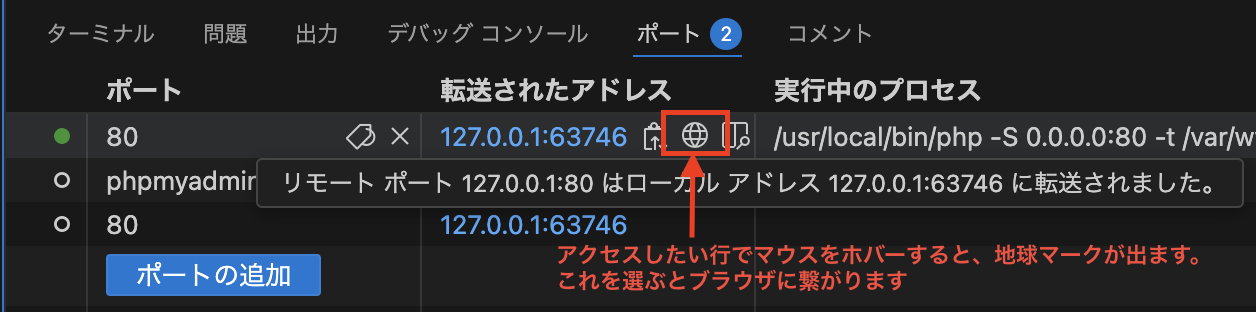 ターミナル 問題 出力 デバッグ コンソール ポート 2 コメント
ポート 転送されたアドレス 実行中のプロセス
80 127.0.0.1:63746 /usr/local/bin/php -S 0.0.0.0:80 -t /var/w
phpmyadmin
リモート ポート 127.0.0.1:80 はローカル アドレス 127.0.0.1:63746 に転送されました。
80 127.0.0.1:63746
アクセスしたい行でマウスをホバーすると、地球マークが出ます。
これを選ぶとブラウザに繋がります
ポートの追加